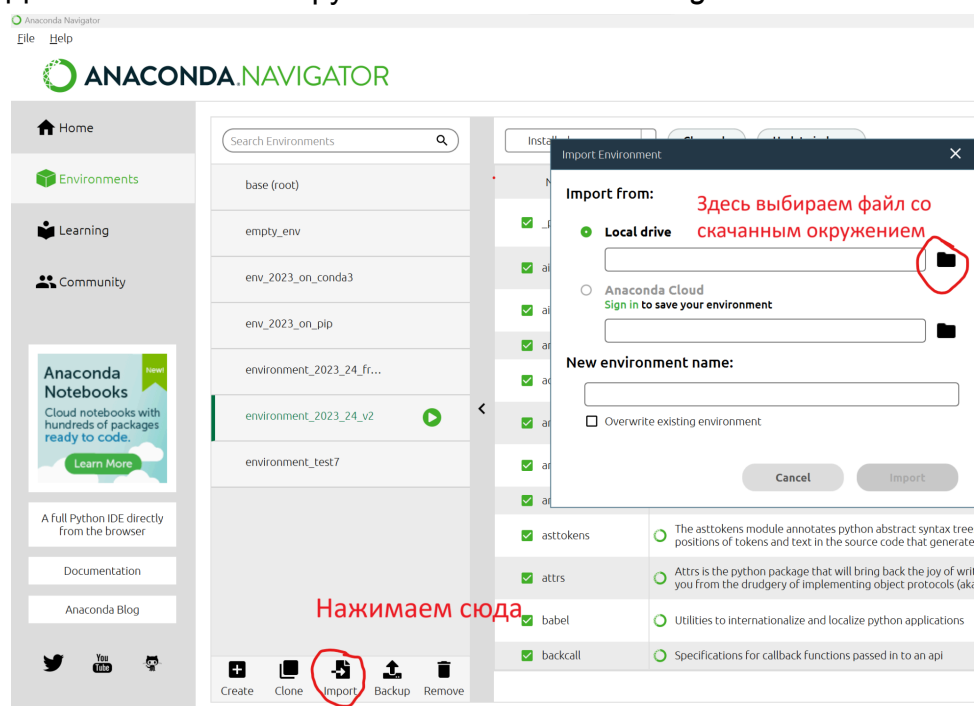 Anaconda Navigator
File Help
ANACONDA.NAVIGATOR
Home
Environments
Learning
Community
Anaconda
Notebooks
New!
Cloud notebooks with
hundreds of packages
ready to code.
Learn More
A full Python IDE directly
from the browser
Documentation
Anaconda Blog
You
Tube
Search Environments
base (root)
empty_env
env_2023_on_conda3
env_2023_on_pip
environment_2023_24_fr...
environment_2023_24_v2
environment_test7
Нажимаем сюда
Create Clone Import Backup Remove
Import Environment
Import from:
Здесь выбираем файл со
скачанным окружением
Local drive
Anaconda Cloud
Sign in to save your environment
New environment name:
Overwrite existing environment
Cancel Import
asttokens The asttokens module annotates python abstract syntax tree
positions of tokens and text in the source code that generate
attrs Attrs is the python package that will bring back the joy of
you from the drudgery of implementing object protocols
babel Utilities to internationalize and localize python applications
backcall Specifications for callback functions passed in to an api